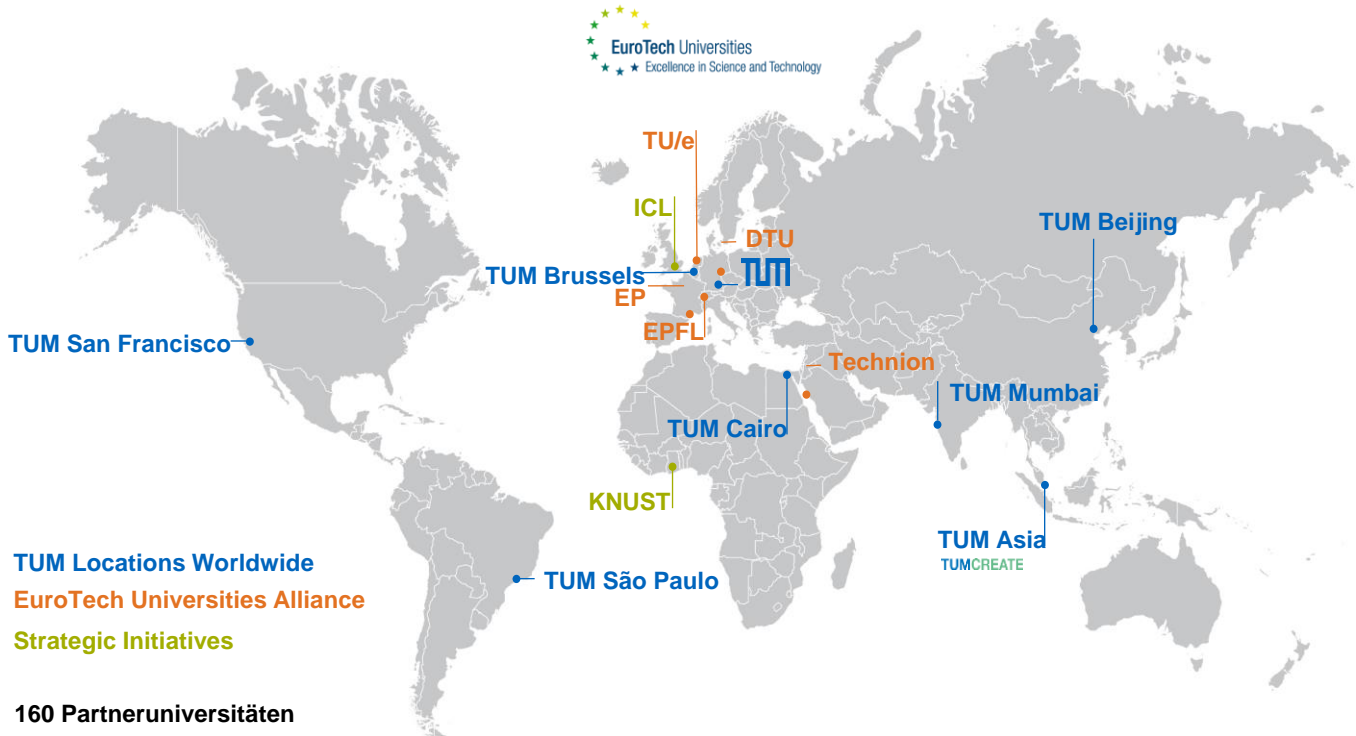 EuroTech Universities
Excellence in Science and Technology
TU/e
ICL
TUM Beijing
DTU
TUM Brussels
TUM
EP
EPFL
TUM San Francisco
Technion
TUM Mumbai
TUM Cairo
KNUST
TUM Asia
TUMCREATE
TUM Locations Worldwide
TUM São Paulo
EuroTech Universities Alliance
Strategic Initiatives
160 Partneruniversitäten